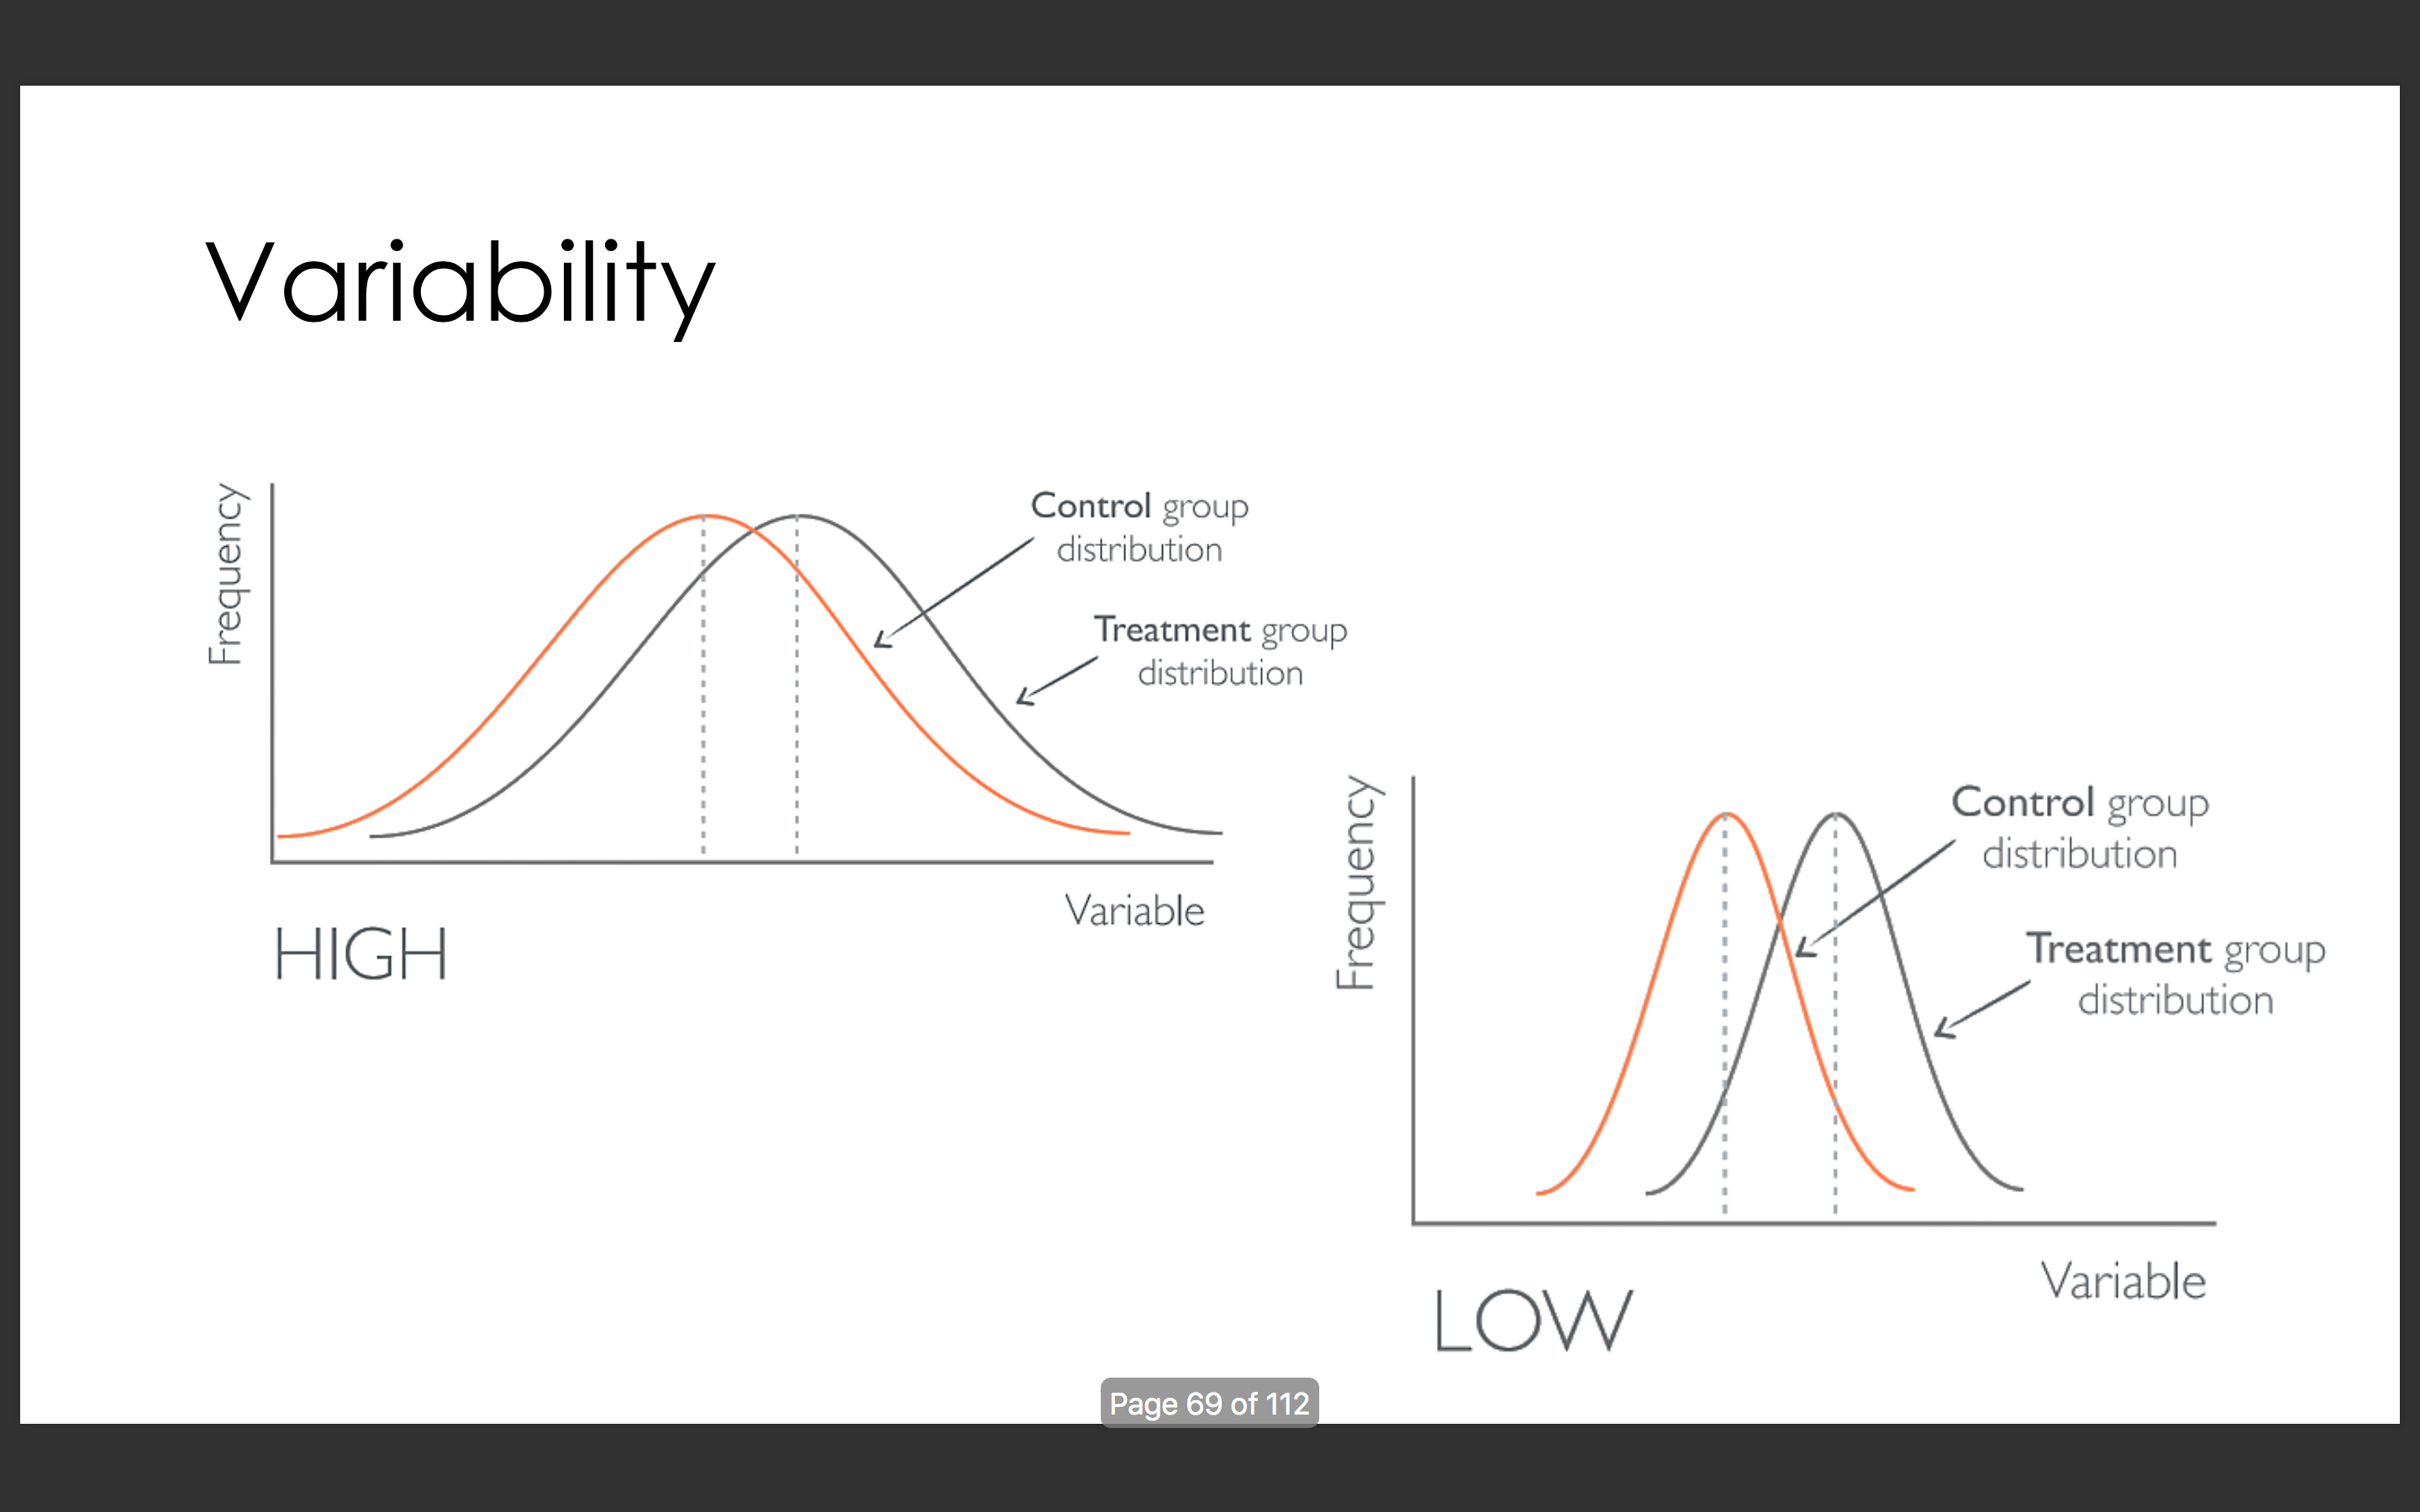 Variability
Frequency
Control group
distribution
Treatment group
distribution
Variable
HIGH
Frequency
Control group
distribution
Treatment group
distribution
Variable
LOW
Page 69 of 112